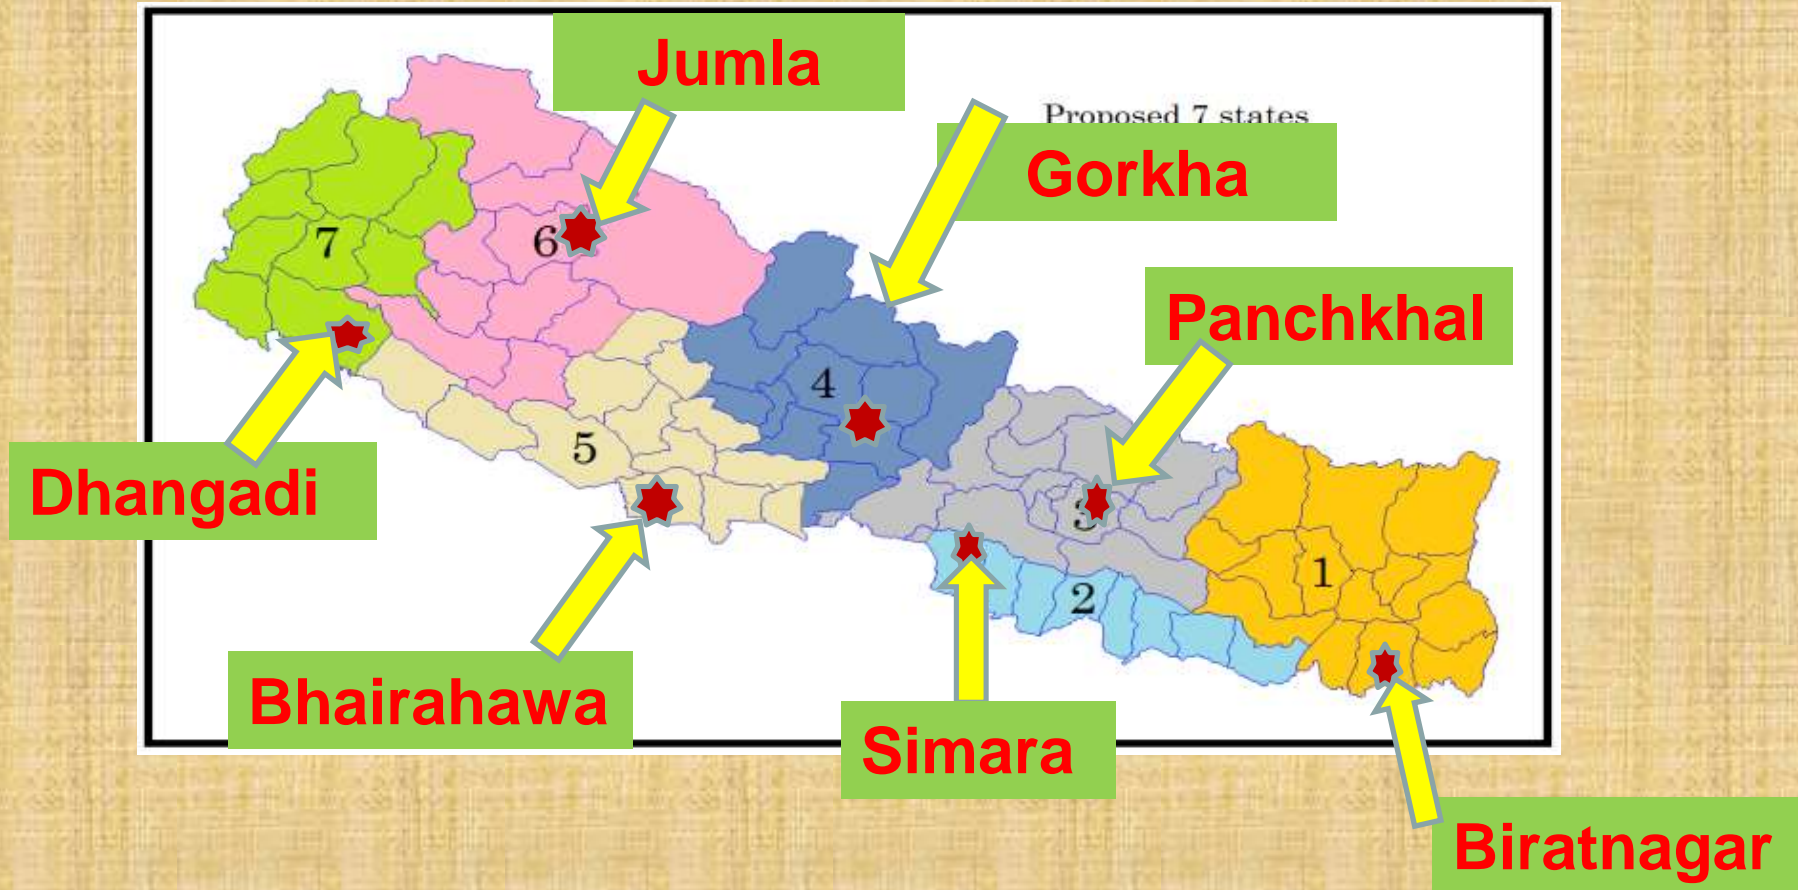 Jumla
Proposed 7 states
Gorkha
7
6
Panchkhal
4
5
Dhangadi
3
1
2
Bhairahawa
Simara
Biratnagar